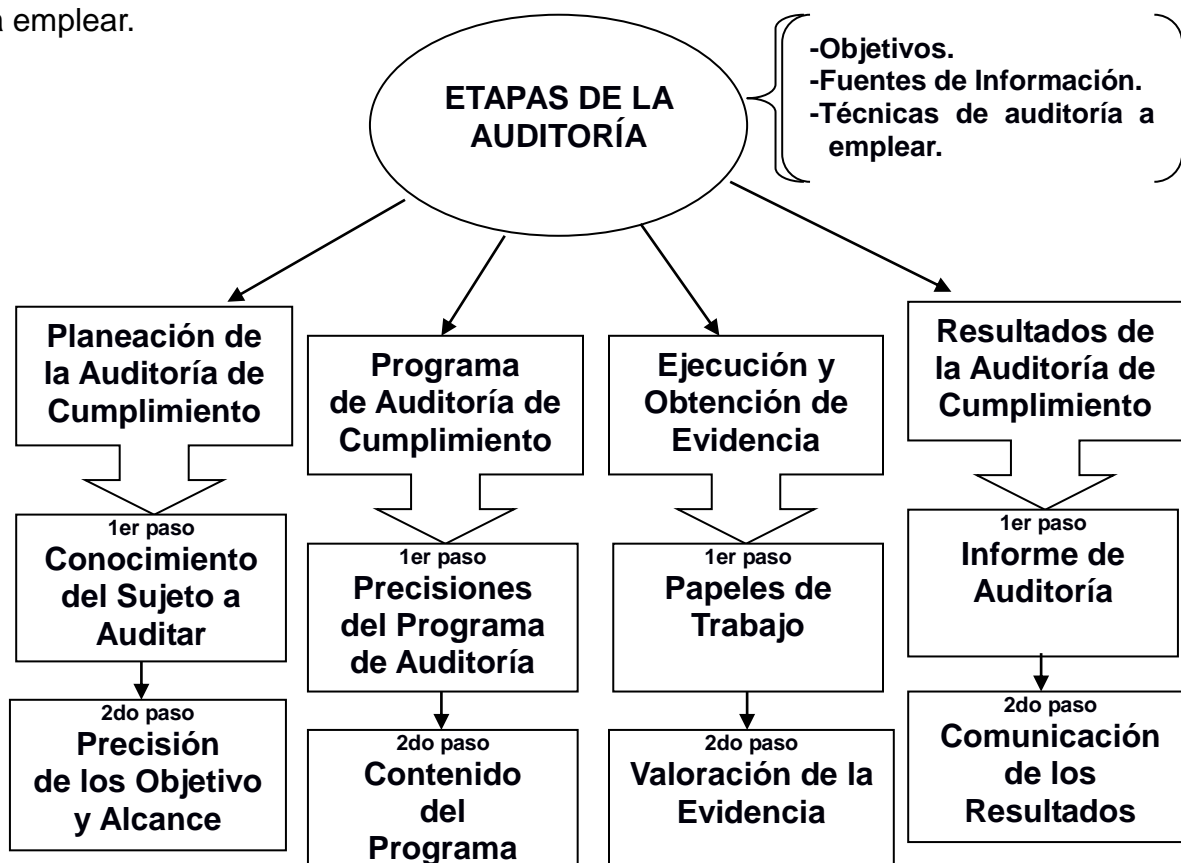 a emplear.
ETAPAS DE LA
AUDITORÍA
-Objetivos.
-Fuentes de Información.
-Técnicas de auditoría a
emplear.
Planeación de
la Auditoría de
Cumplimiento
1er paso
Conocimiento
del Sujeto a
Auditar
2do paso
Precisión
de los Objetivo
y Alcance
Programa
de Auditoría de
Cumplimiento
1er paso
Precisiones
del Programa
de Auditoría
2do paso
Contenido
del
Programa
Ejecución y
Obtención de
Evidencia
1er paso
Papeles de
Trabajo
2do paso
Valoración de la
Evidencia
Resultados de
la Auditoría de
Cumplimiento
1er paso
Informe de
Auditoría
2do paso
Comunicación
de los
Resultados